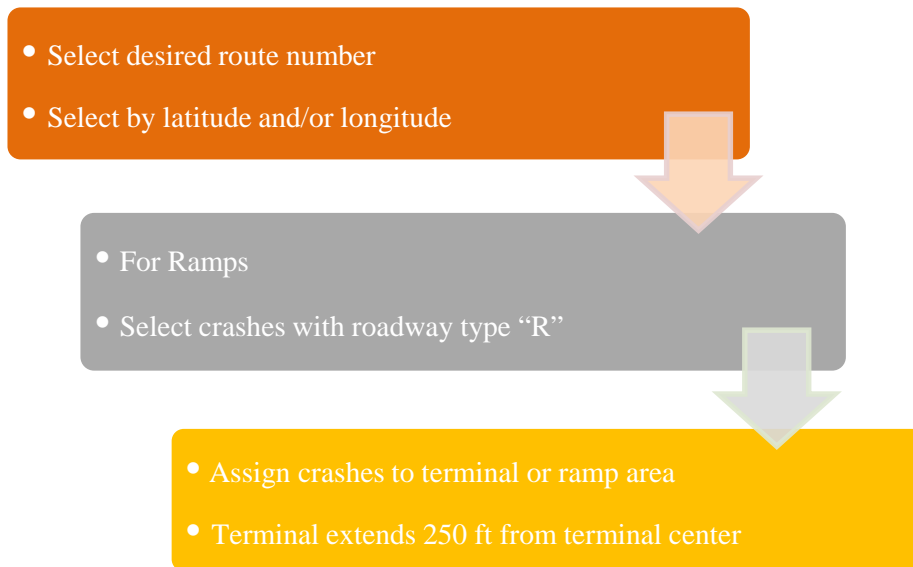 • Select desired route number
• Select by latitude and/or longitude
• For Ramps
• Select crashes with roadway type “R”
• Assign crashes to terminal or ramp area
• Terminal extends 250 ft from terminal center